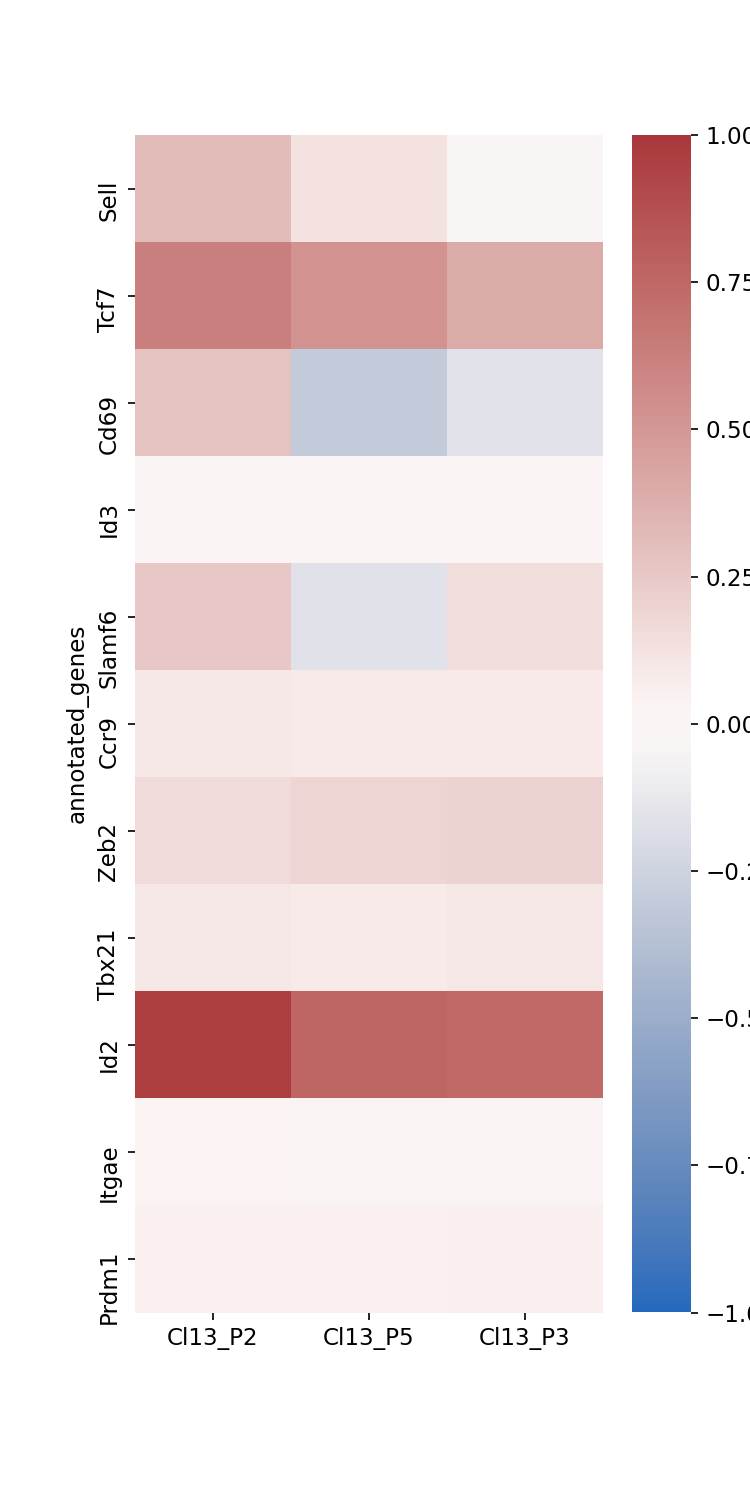 annotated_genes
Sell
Tcf7
Cd69
Id3
Slamf6
Ccr9
Zeb2
Tbx21
Id2
Itgae
Prdm1
Cl13_P2 Cl13_P5 Cl13_P3
1.00
0.75
0.50
0.25
0.00